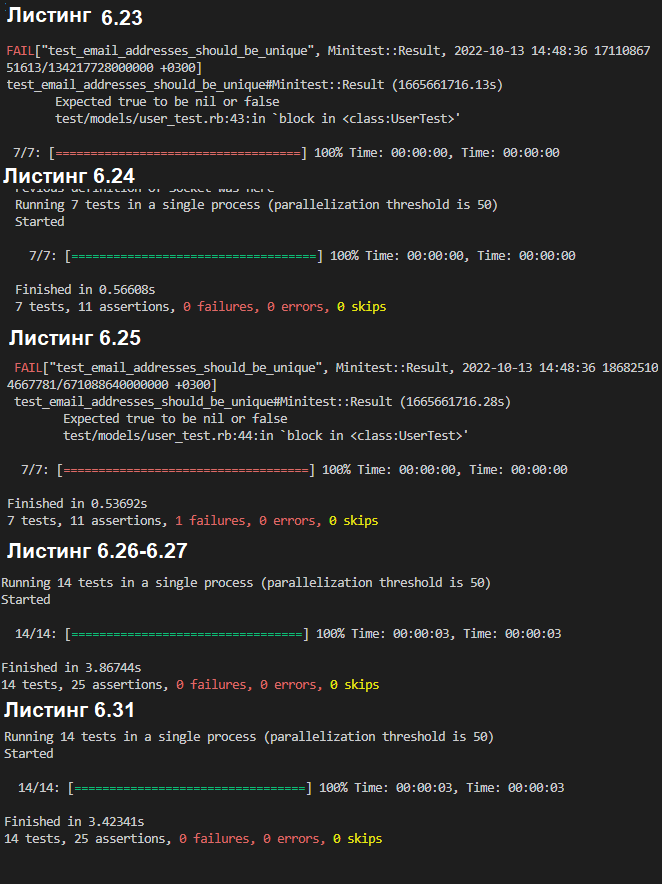 Листинг 6.23
FAIL["test_email_addresses_should_be_unique", Minitest::Result, 2022-10-13 14:48:36 17110867
51613/134217728000000 +0300]
test_email_addresses_should_be_unique#Minitest::Result (1665661716.13s)
Expected true to be nil or false
test/models/user_test.rb:43:in `block in <class:UserTest>'
7/7: [===================================] 100% Time: 00:00:00, Time: 00:00:00
Листинг 6.24
revious definition of Socket was here
Running 7 tests in a single process (parallelization threshold is 50)
Started
7/7: [===================================] 100% Time: 00:00:00, Time: 00:00:00
Finished in 0.56608s
7 tests, 11 assertions, 0 failures, 0 errors, 0 skips
Листинг 6.25
FAIL["test_email_addresses_should_be_unique", Minitest::Result, 2022-10-13 14:48:36 18682510
4667781/671088640000000 +0300]
test_email_addresses_should_be_unique#Minitest::Result (1665661716.28s)
Expected true to be nil or false
test/models/user_test.rb:44:in `block in <class:UserTest>'
7/7: [===================================] 100% Time: 00:00:00, Time: 00:00:00
Finished in 0.53692s
7 tests, 11 assertions, 1 failures, 0 errors, 0 skips
Листинг 6.26-6.27
Running 14 tests in a single process (parallelization threshold is 50)
Started
14/14: [=================================] 100% Time: 00:00:03, Time: 00:00:03
Finished in 3.86744s
14 tests, 25 assertions, 0 failures, 0 errors, 0 skips
Листинг 6.31
Running 14 tests in a single process (parallelization threshold is 50)
Started
14/14: [=================================] 100% Time: 00:00:03, Time: 00:00:03
Finished in 3.42341s
14 tests, 25 assertions, 0 failures, 0 errors, 0 skips